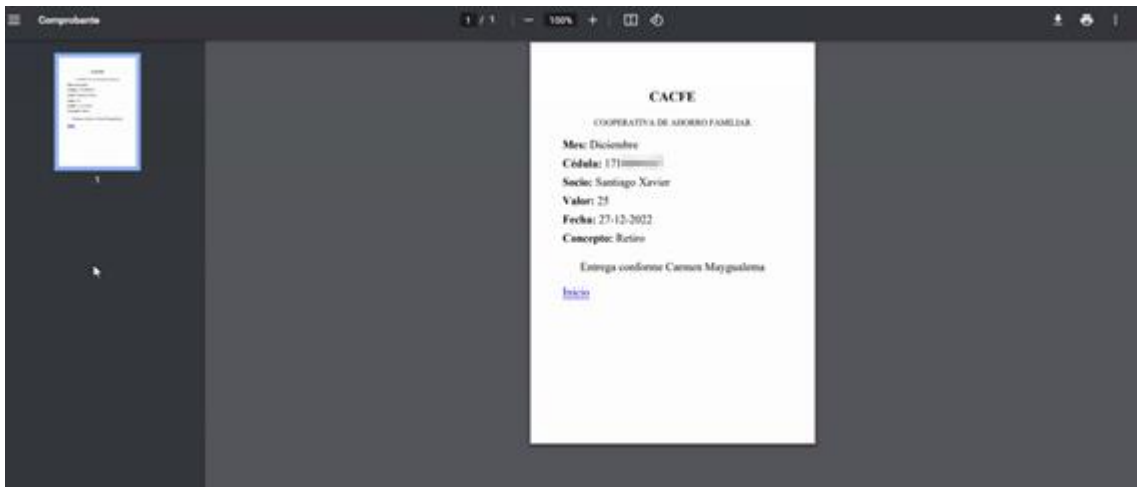 Comprobante
1 / 1
100%
CACFE
COOPERATIVA DE AHORRO FAMILIAR
Mes: Diciembre
Cédula: 171
Socio: Santiago Xavier
Valor: 25
Fecha: 27-12-2022
Concepto: Retiro
Entrega conforme Carmen Maygualema
Inicio
1